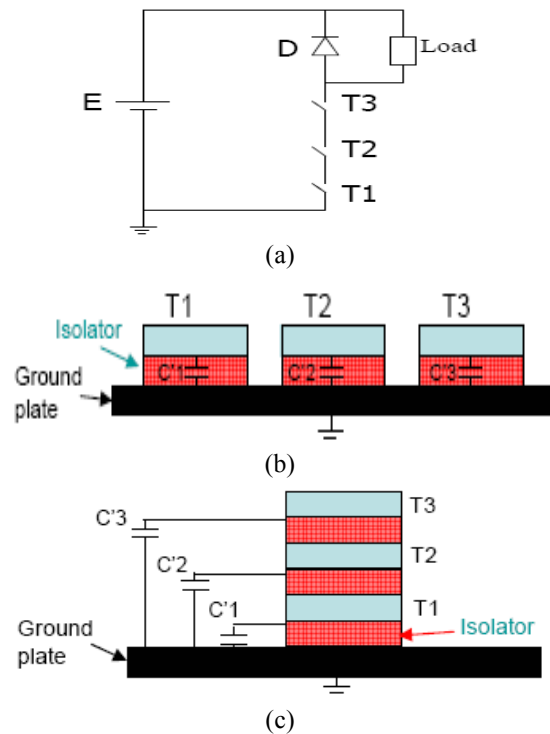 D
Load
E
T3
T2
T1
(a)
T1 T2 T3
Isolator
C'1 C'2 C'3
Ground
plate
(b)
T3
C'3
T2
C'2
T1
C'1
Ground
plate
Isolator
(c)